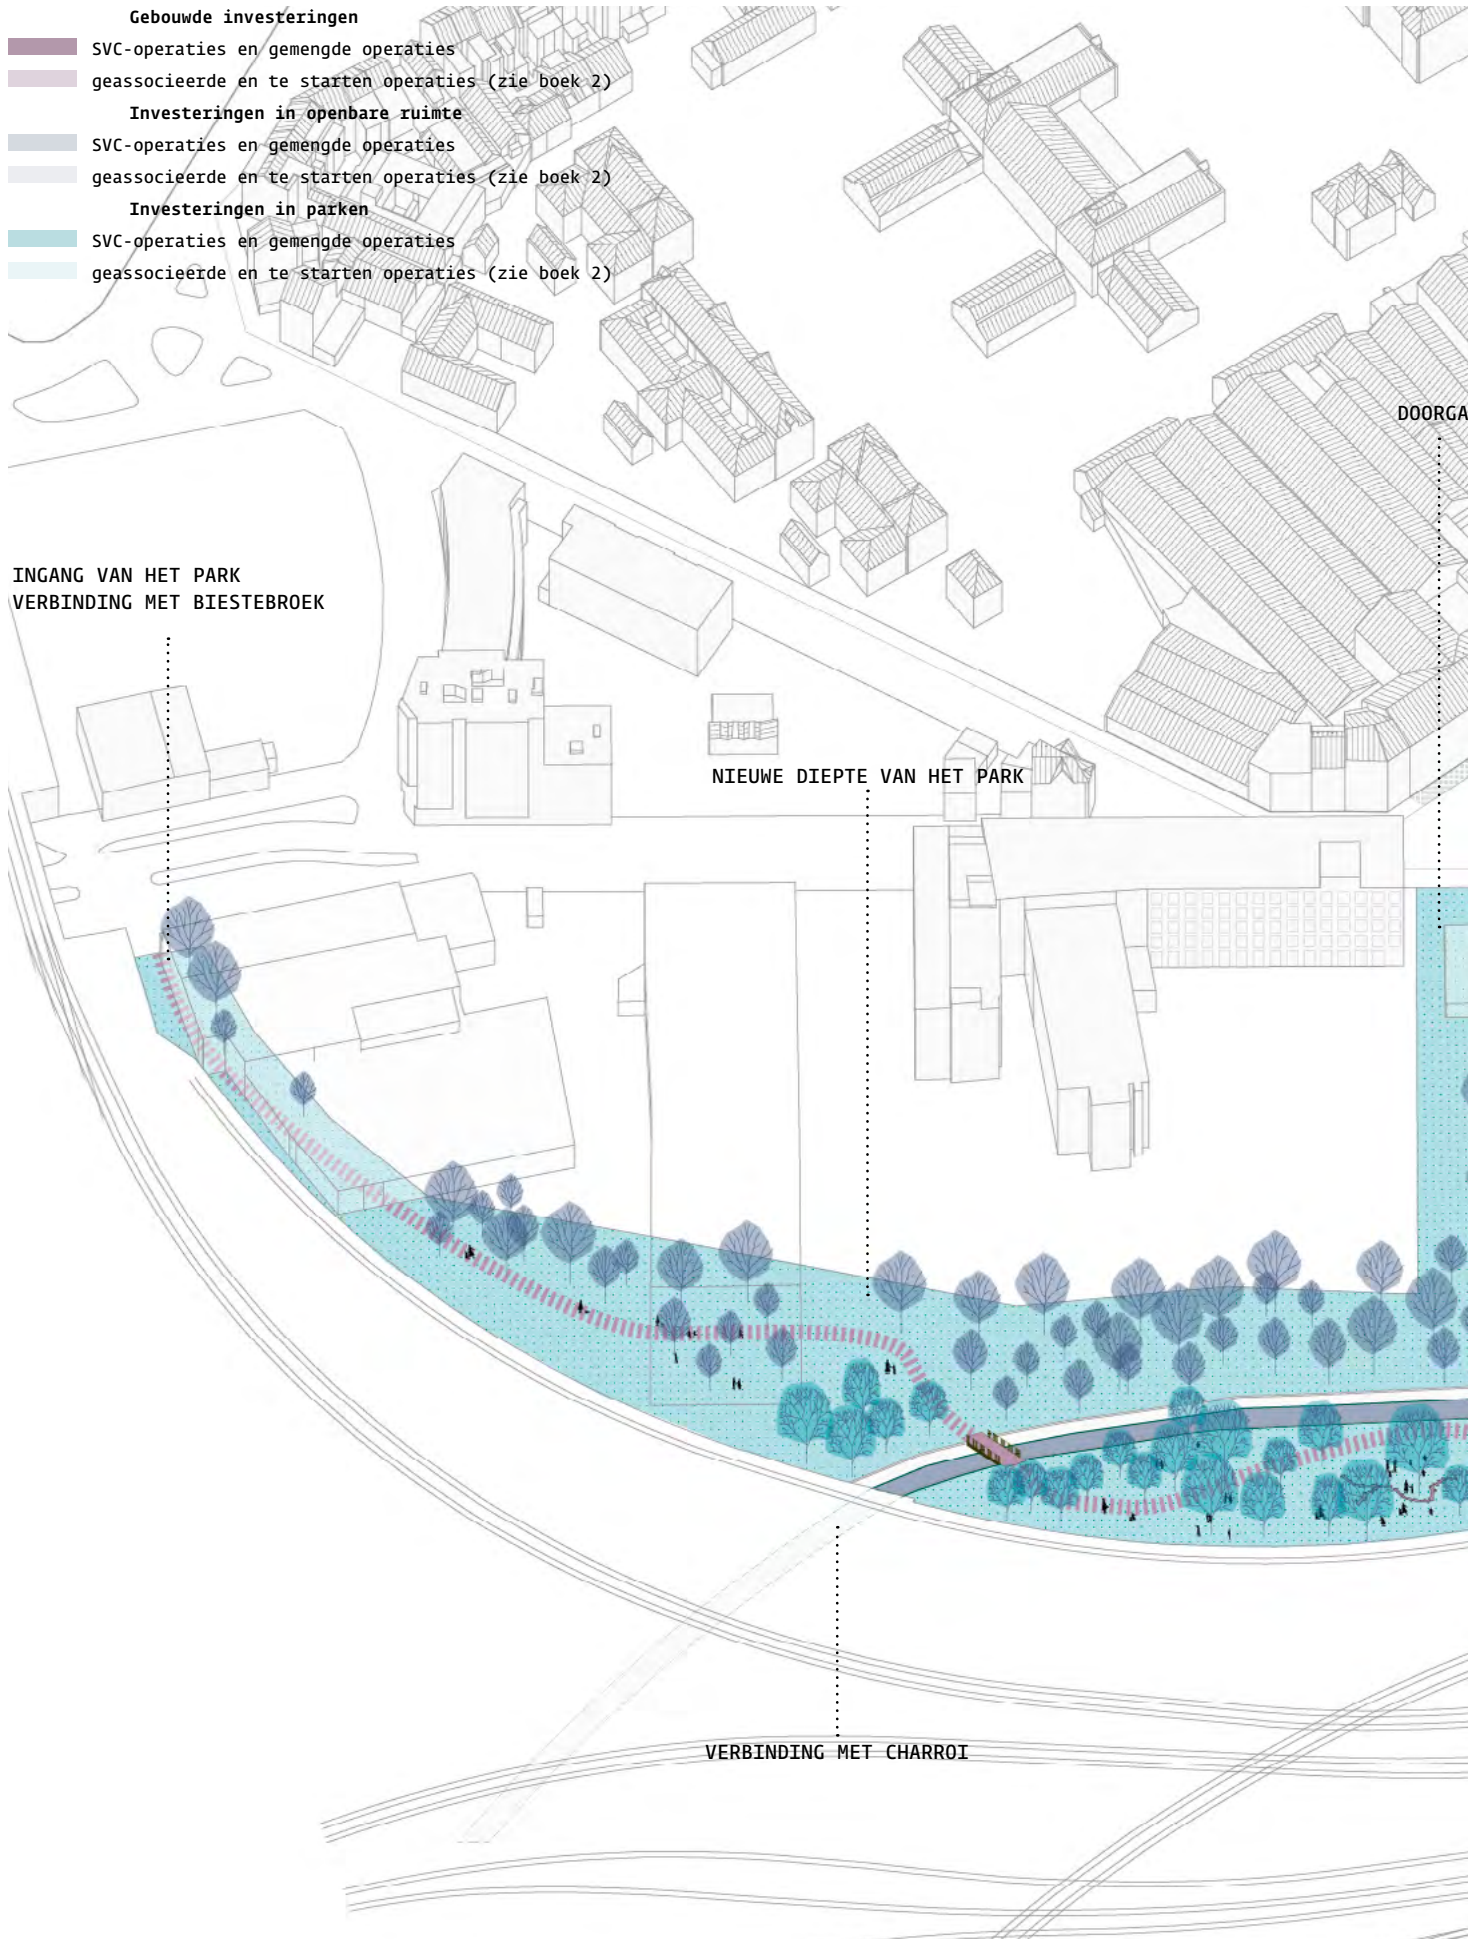 Gebouwde investeringen
SVC-operaties en gemengde operaties
geassocieerde en te starten operaties (zie boek 2)
Investeringen in openbare ruimte
SVC-operaties en gemengde operaties
geassocieerde en te starten operaties (zie boek 2)
Investeringen in parken
SVC-operaties en gemengde operaties
geassocieerde en te starten operaties (zie boek 2)
DOORGA
INGANG VAN HET PARK
VERBINDING MET BIESTEBROEK
NIEUWE DIEPTE VAN HET PARK
VERBINDING MET CHARROI